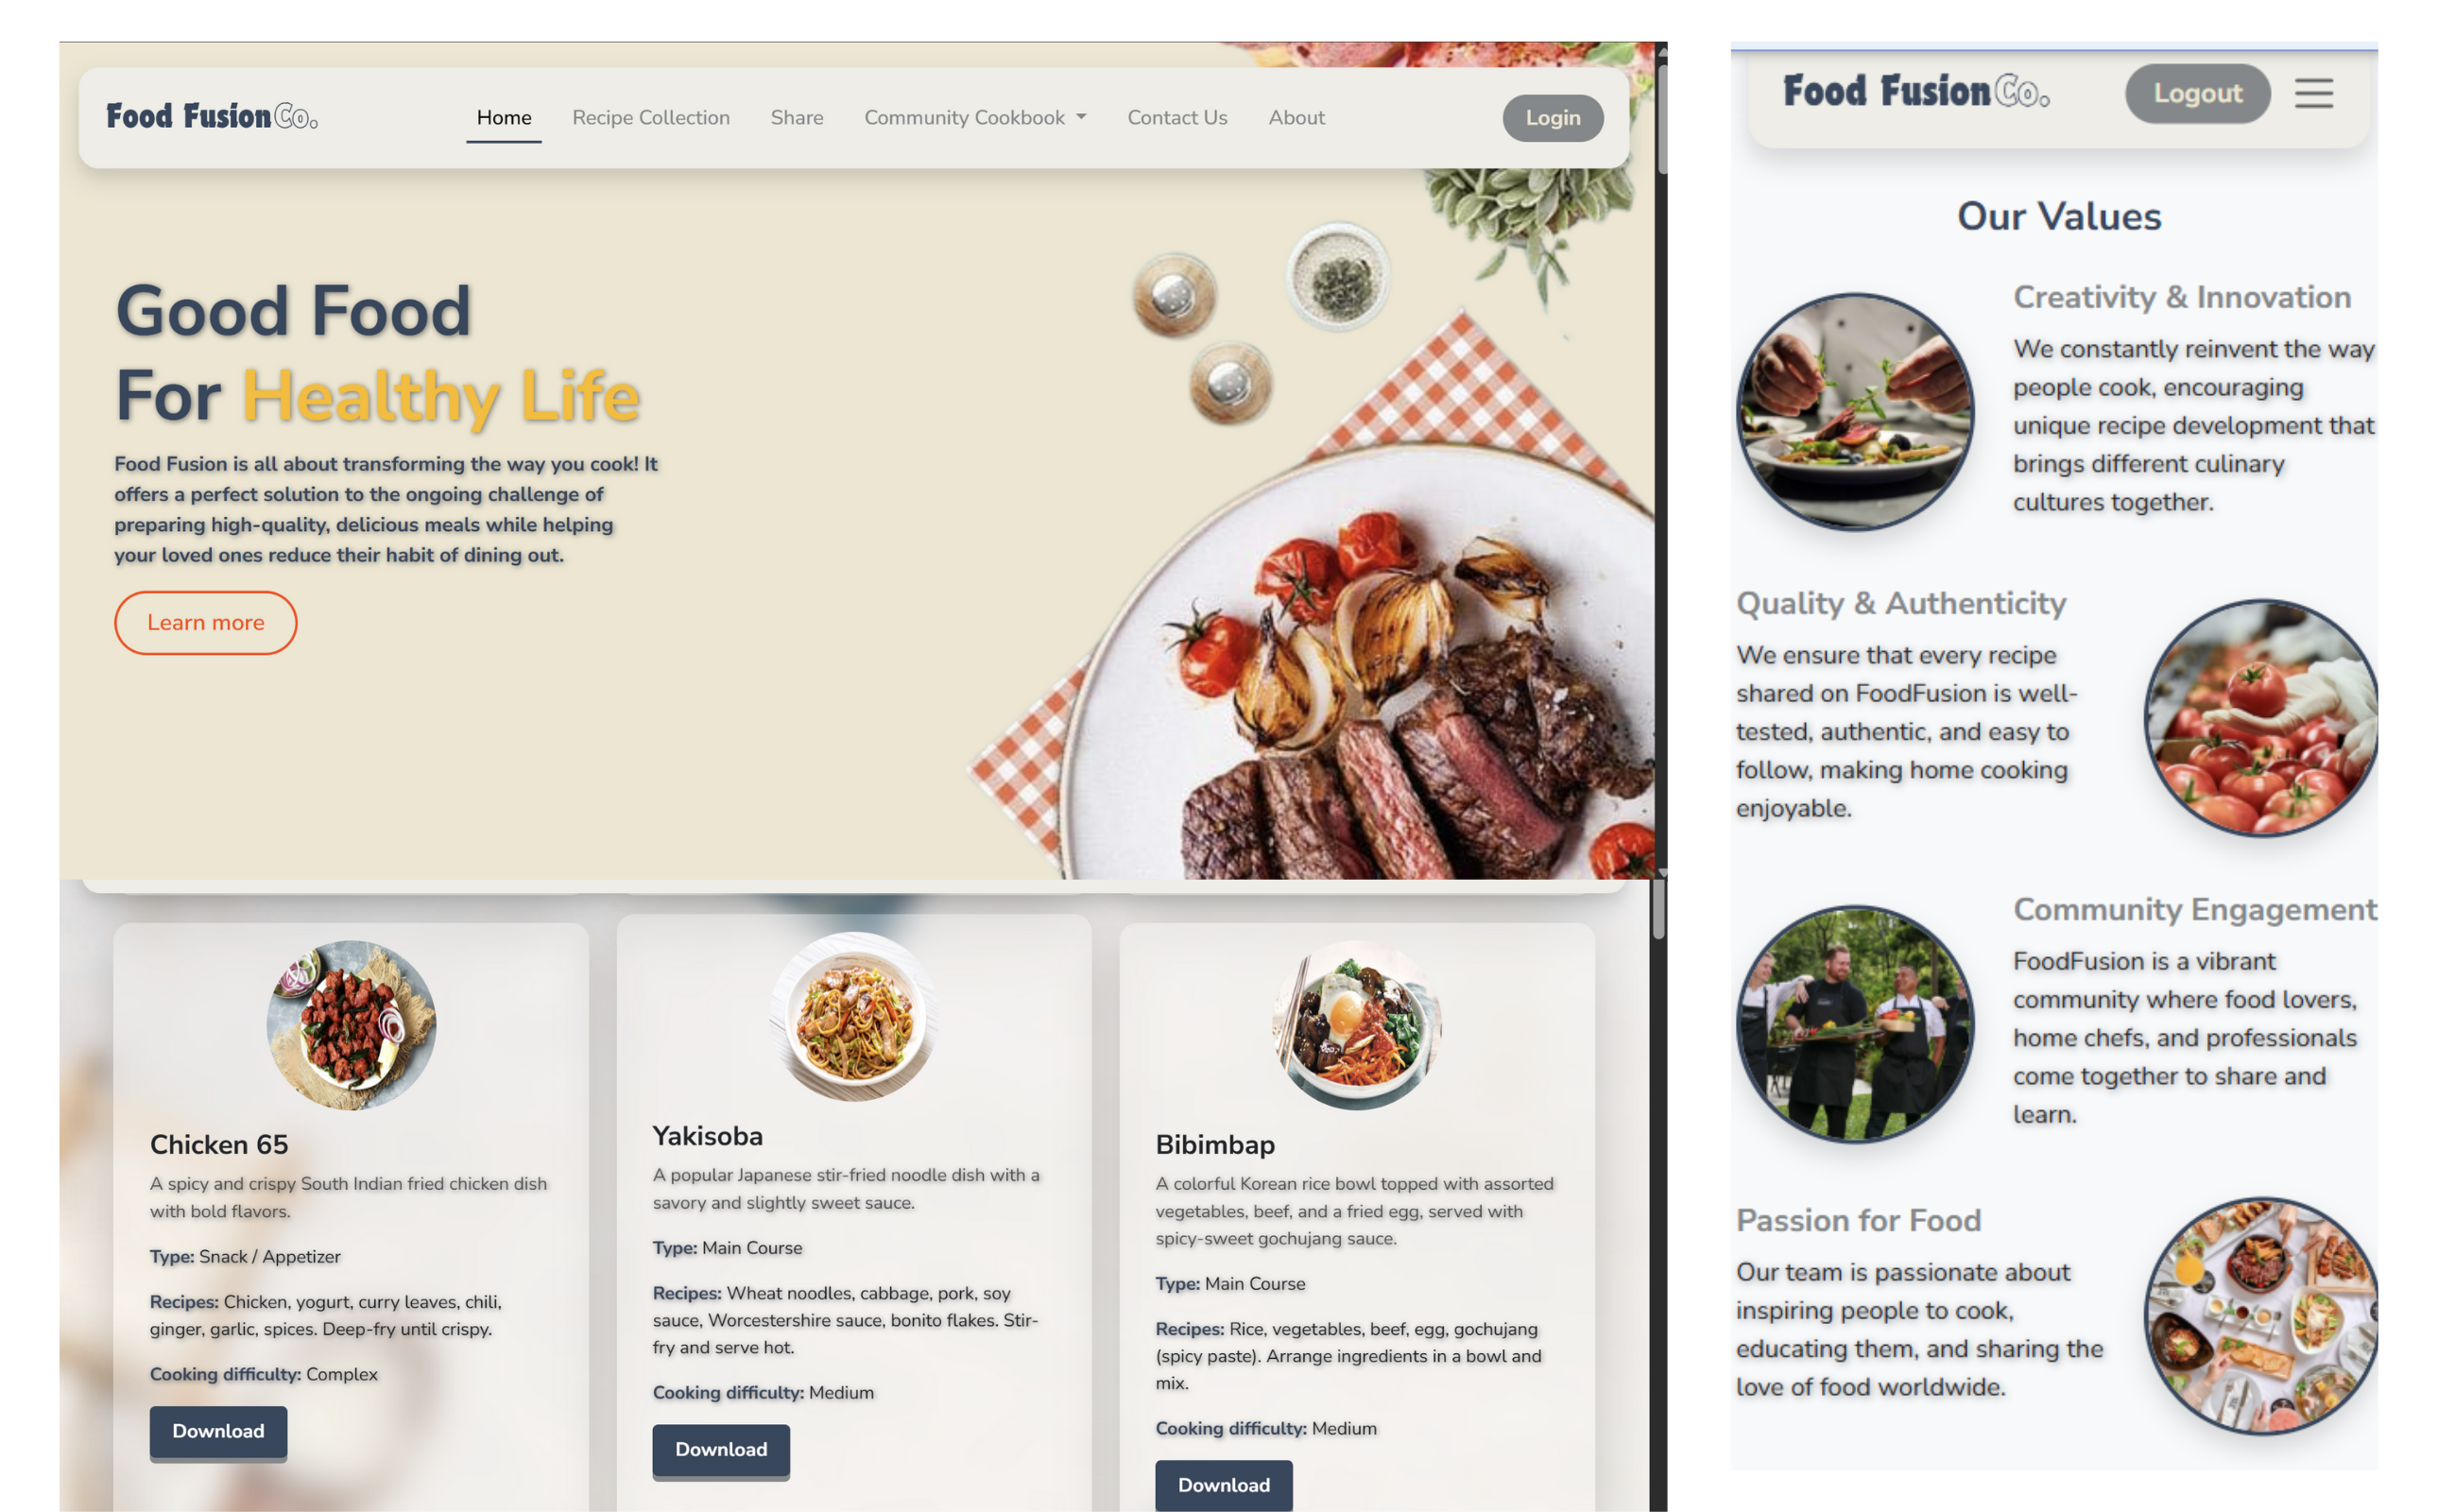 Food Fusion Co.
Home
Recipe Collection
Share
Community Cookbook
Contact Us
About
Login
Good Food
For Healthy Life
Food Fusion is all about transforming the way you cook! It
offers a perfect solution to the ongoing challenge of
preparing high-quality, delicious meals while helping
your loved ones reduce their habit of dining out.
Learn more
Chicken 65
A spicy and crispy South Indian fried chicken dish
with bold flavors.
Type: Snack / Appetizer
Recipes: Chicken, yogurt, curry leaves, chili,
ginger, garlic, spices. Deep-fry until crispy.
Cooking difficulty: Complex
Download
Yakisoba
A popular Japanese stir-fried noodle dish with a
savory and slightly sweet sauce.
Type: Main Course
Recipes: Wheat noodles, cabbage, pork, soy
sauce, Worcestershire sauce, bonito flakes. Stir-
fry and serve hot.
Cooking difficulty: Medium
Download
Bibimbap
A colorful Korean rice bowl topped with assorted
vegetables, beef, and a fried egg, served with
spicy-sweet gochujang sauce.
Type: Main Course
Recipes: Rice, vegetables, beef, egg, gochujang
(spicy paste). Arrange ingredients in a bowl and
mix.
Cooking difficulty: Medium
Download
Food Fusion Co.
Logout
Our Values
Creativity & Innovation
We constantly reinvent the way
people cook, encouraging
unique recipe development that
brings different culinary
cultures together.
Quality & Authenticity
We ensure that every recipe
shared on FoodFusion is well-
tested, authentic, and easy to
follow, making home cooking
enjoyable.
Community Engagement
FoodFusion is a vibrant
community where food lovers,
home chefs, and professionals
come together to share and
learn.
Passion for Food
Our team is passionate about
inspiring people to cook,
educating them, and sharing the
love of food worldwide.